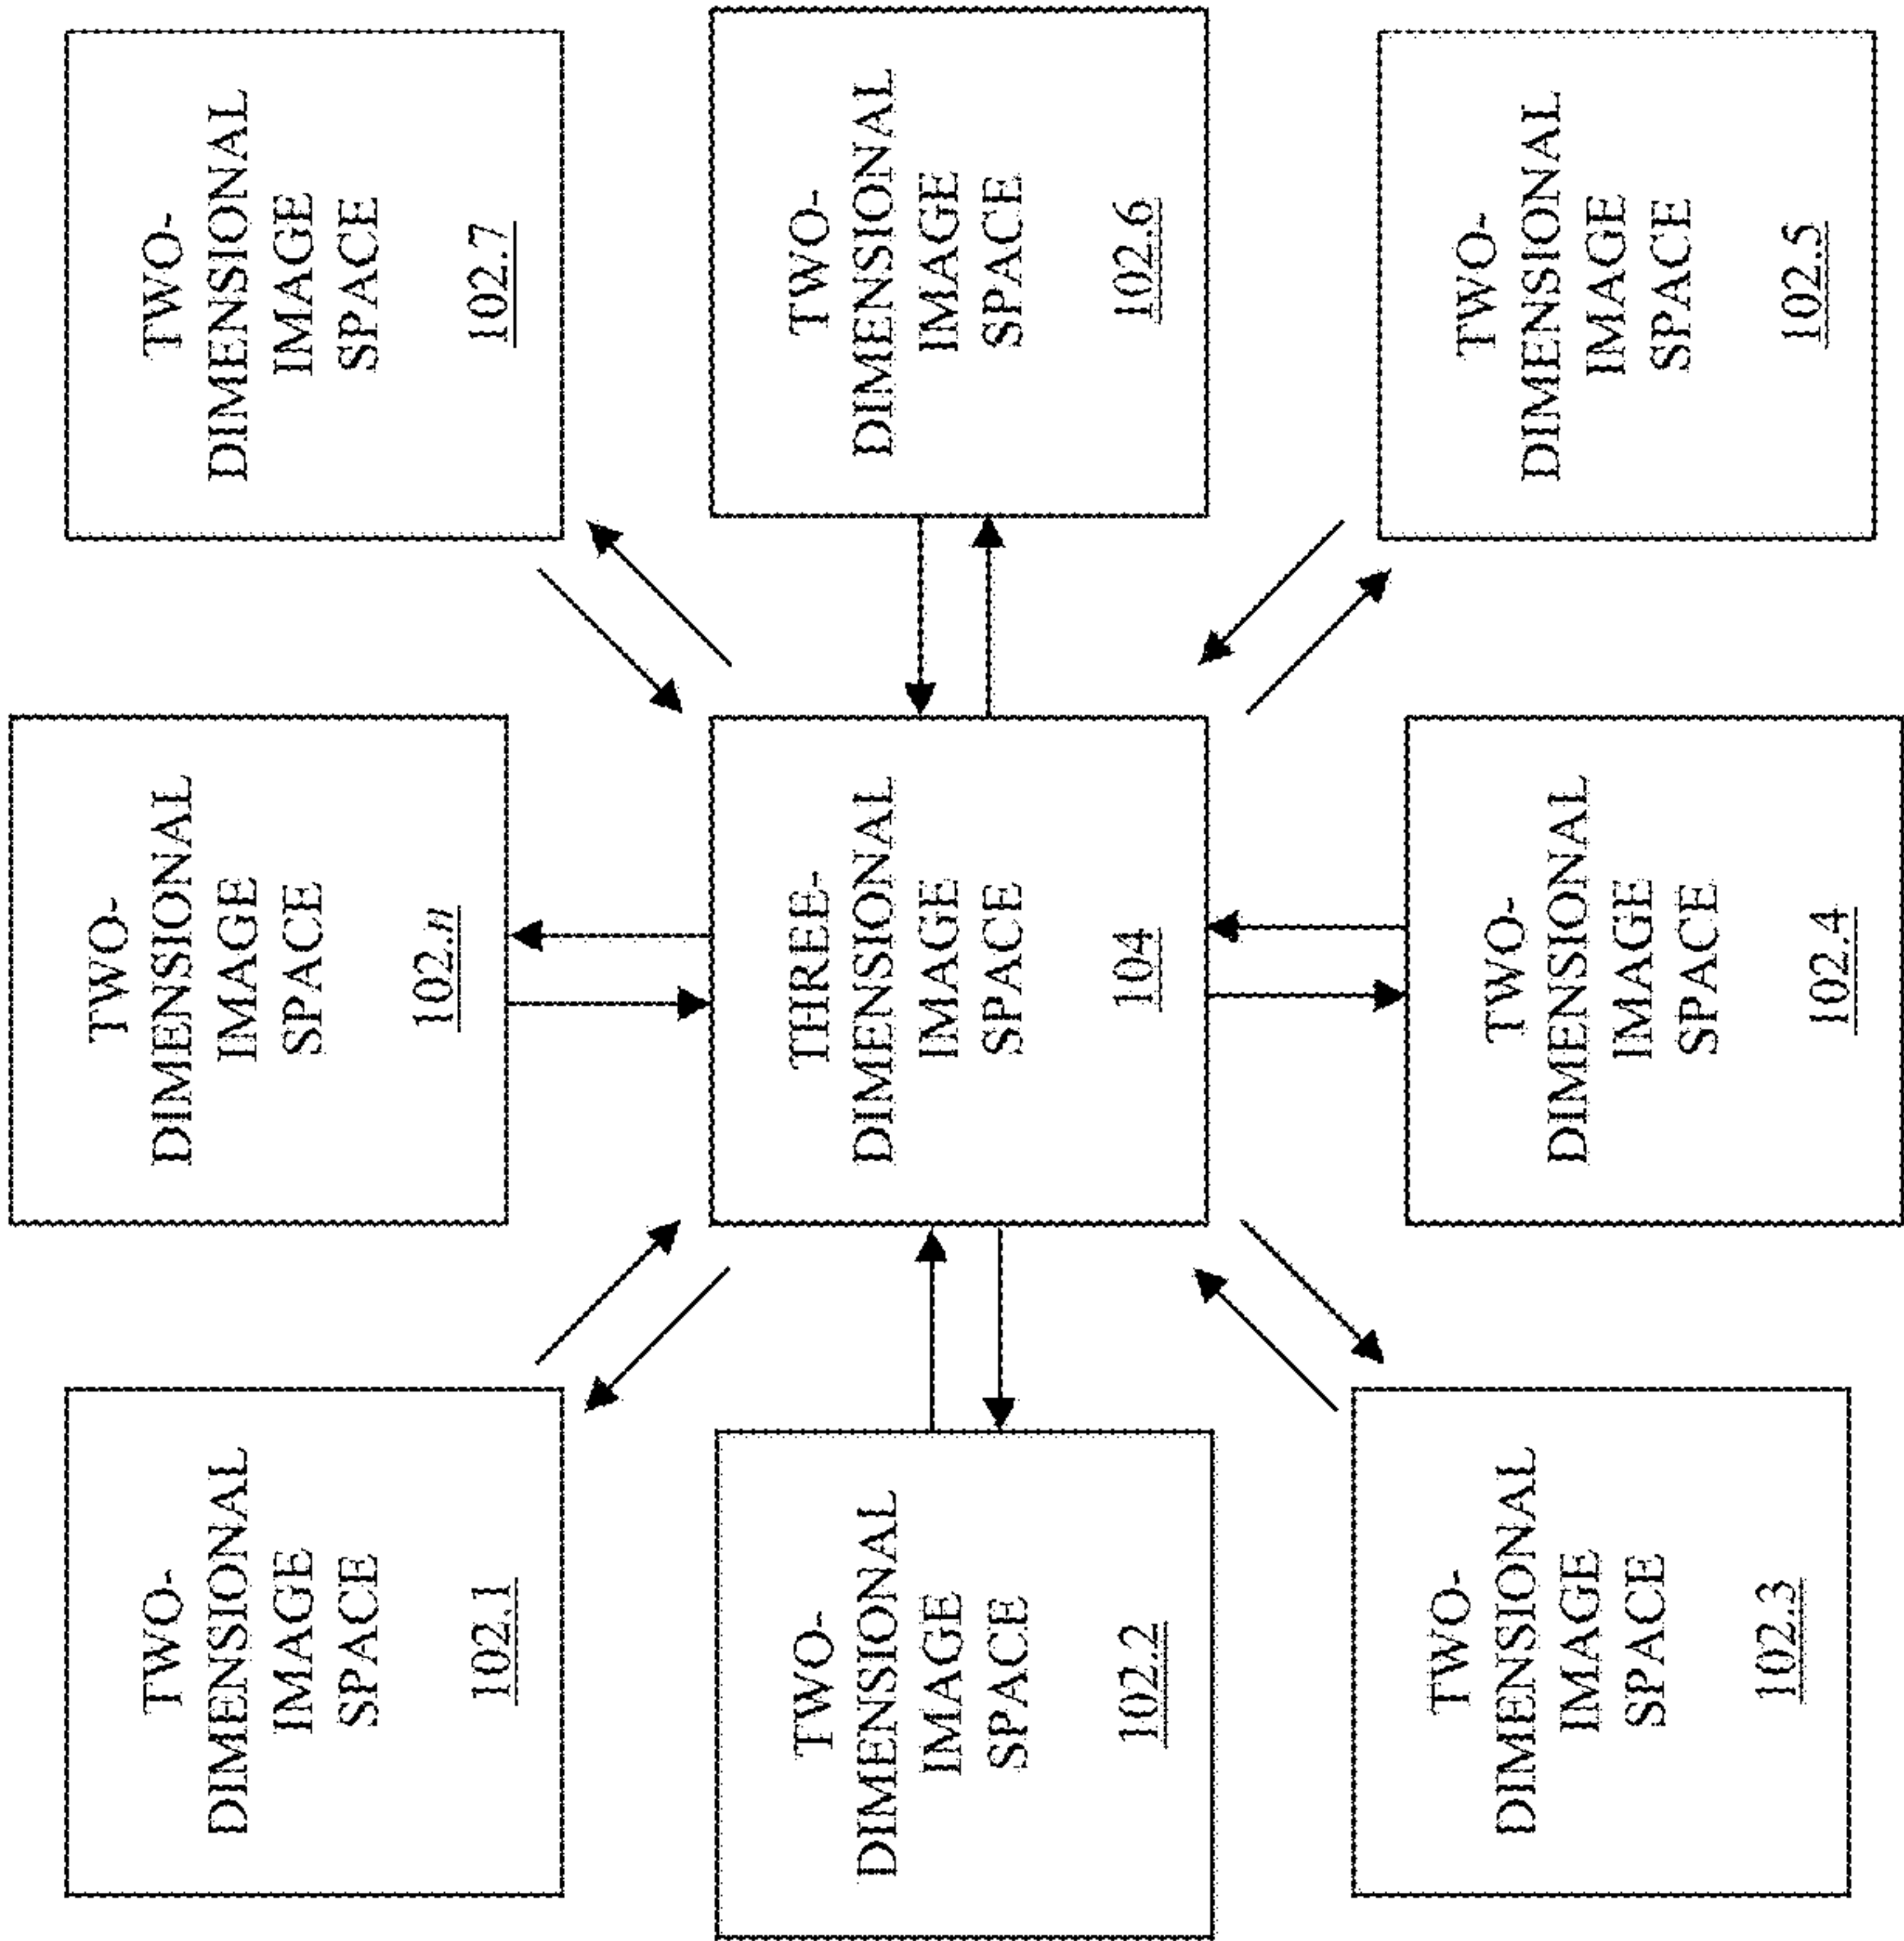 TWO-
DIMENSIONAL
IMAGE
SPACE
102.1
TWO-
DIMENSIONAL
IMAGE
SPACE
102.n
TWO-
DIMENSIONAL
IMAGE
SPACE
102.7
TWO-
DIMENSIONAL
IMAGE
SPACE
102.2
THREE-
DIMENSIONAL
IMAGE
SPACE
104
TWO-
DIMENSIONAL
IMAGE
SPACE
102.6
TWO-
DIMENSIONAL
IMAGE
SPACE
102.3
TWO-
DIMENSIONAL
IMAGE
SPACE
102.4
TWO-
DIMENSIONAL
IMAGE
SPACE
102.5